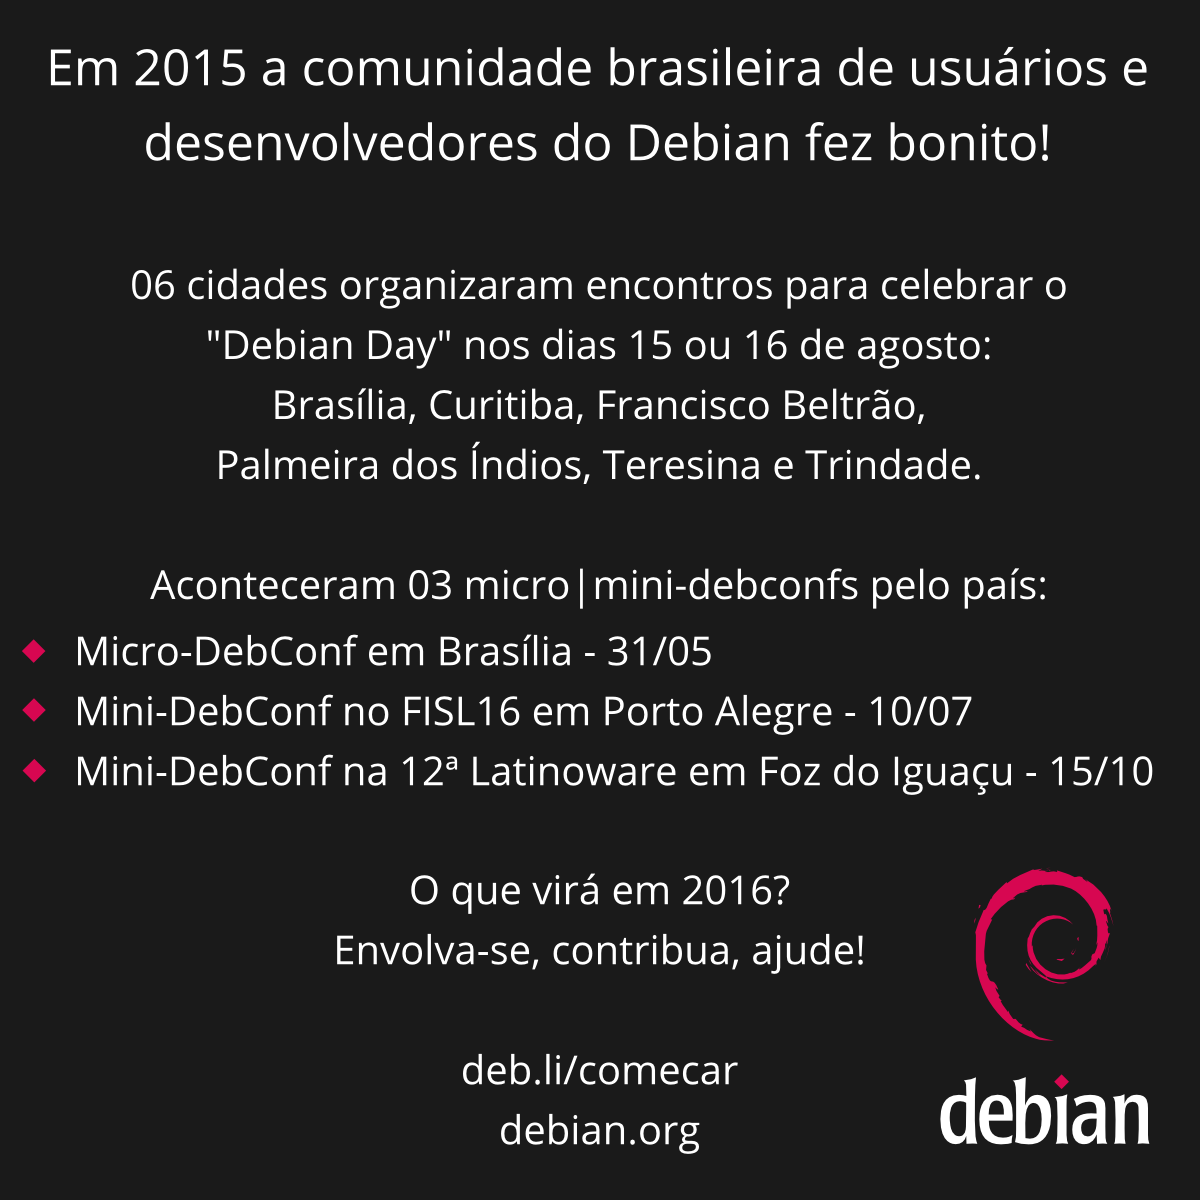 Em 2015 a comunidade brasileira de usuários e
desenvolvedores do Debian fez bonito!
06 cidades organizaram encontros para celebrar o
"Debian Day" nos dias 15 ou 16 de agosto:
Brasília, Curitiba, Francisco Beltrão,
Palmeira dos Índios, Teresina e Trindade.
Aconteceram 03 micro|mini-debconfs pelo país:
Micro-DebConf em Brasília - 31/05
Mini-DebConf no FISL16 em Porto Alegre - 10/07
Mini-DebConf na 12ª Latinoware em Foz do Iguaçu - 15/10
O que virá em 2016?
Envolva-se, contribua, ajude!
deb.li/comecar
debian.org
debian